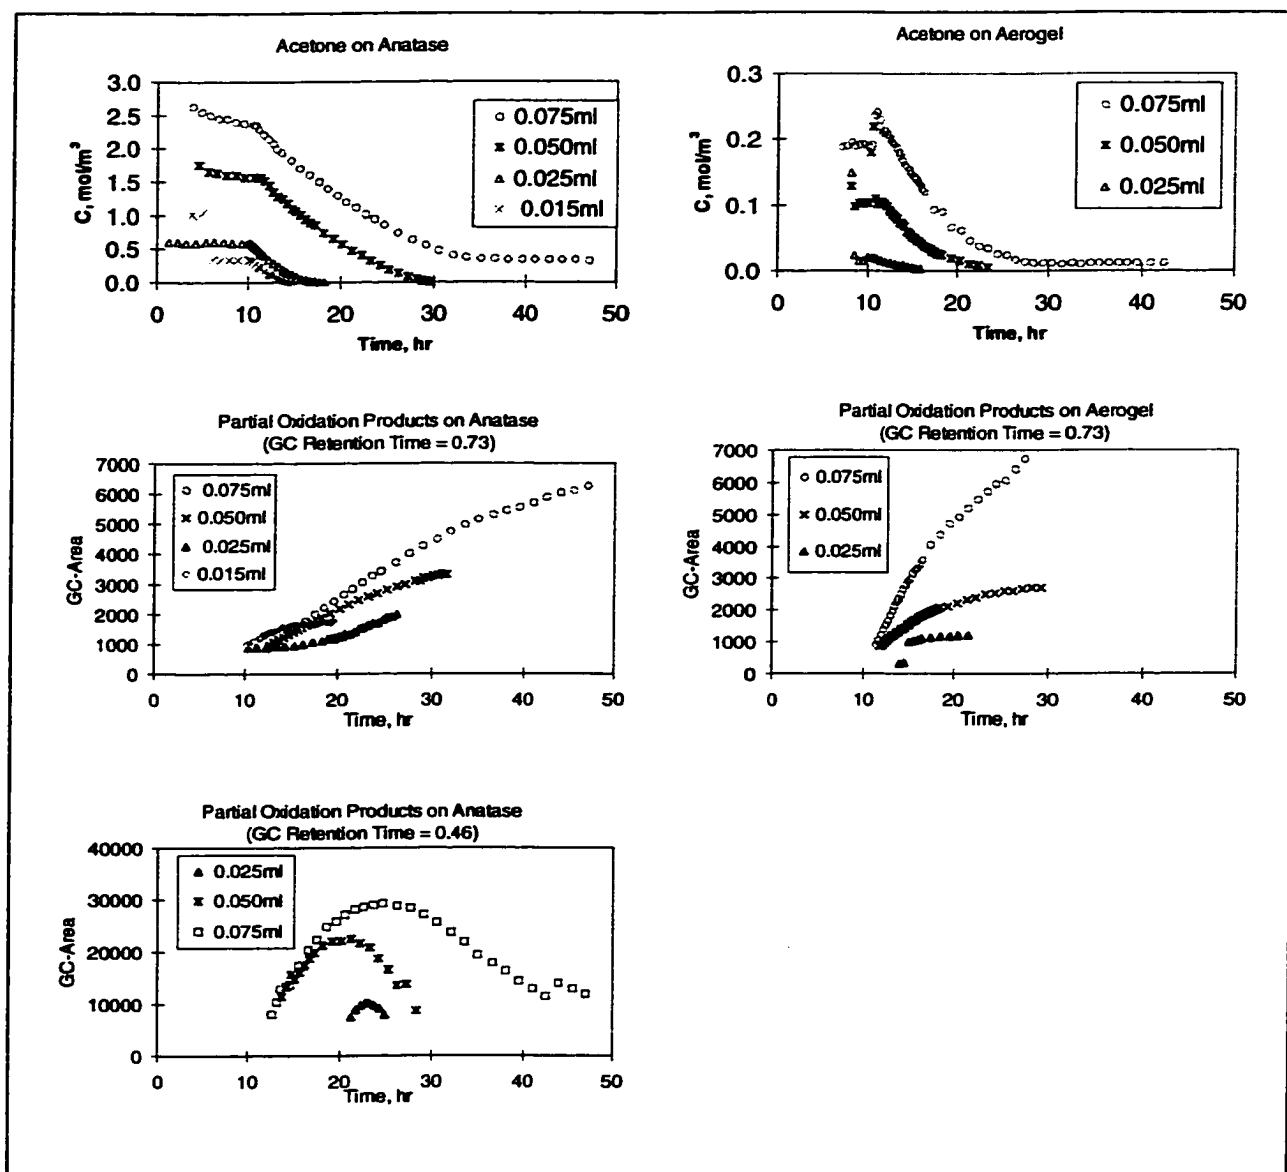 Acetone on Anatase
C, mol/m³
3.0
2.5
2.0
1.5
1.0
0.5
0.0
0.075ml
0.050ml
0.025ml
0.015ml
0 10 20 30 40 50
Time, hr
Acetone on Aerogel
C, mol/m³
0.3
0.2
0.1
0.0
0.075ml
0.050ml
0.025ml
0 10 20 30 40 50
Time, hr
Partial Oxidation Products on Anatase
(GC Retention Time = 0.73)
GC-Area
7000
6000
5000
4000
3000
2000
1000
0
0.075ml
0.050ml
0.025ml
0.015ml
0 10 20 30 40 50
Time, hr
Partial Oxidation Products on Aerogel
(GC Retention Time = 0.73)
GC-Area
7000
6000
5000
4000
3000
2000
1000
0
0.075ml
0.050ml
0.025ml
0 10 20 30 40 50
Time, hr
Partial Oxidation Products on Anatase
(GC Retention Time = 0.46)
GC-Area
40000
30000
20000
10000
0
0.025ml
0.050ml
0.075ml
0 10 20 30 40 50
Time, hr